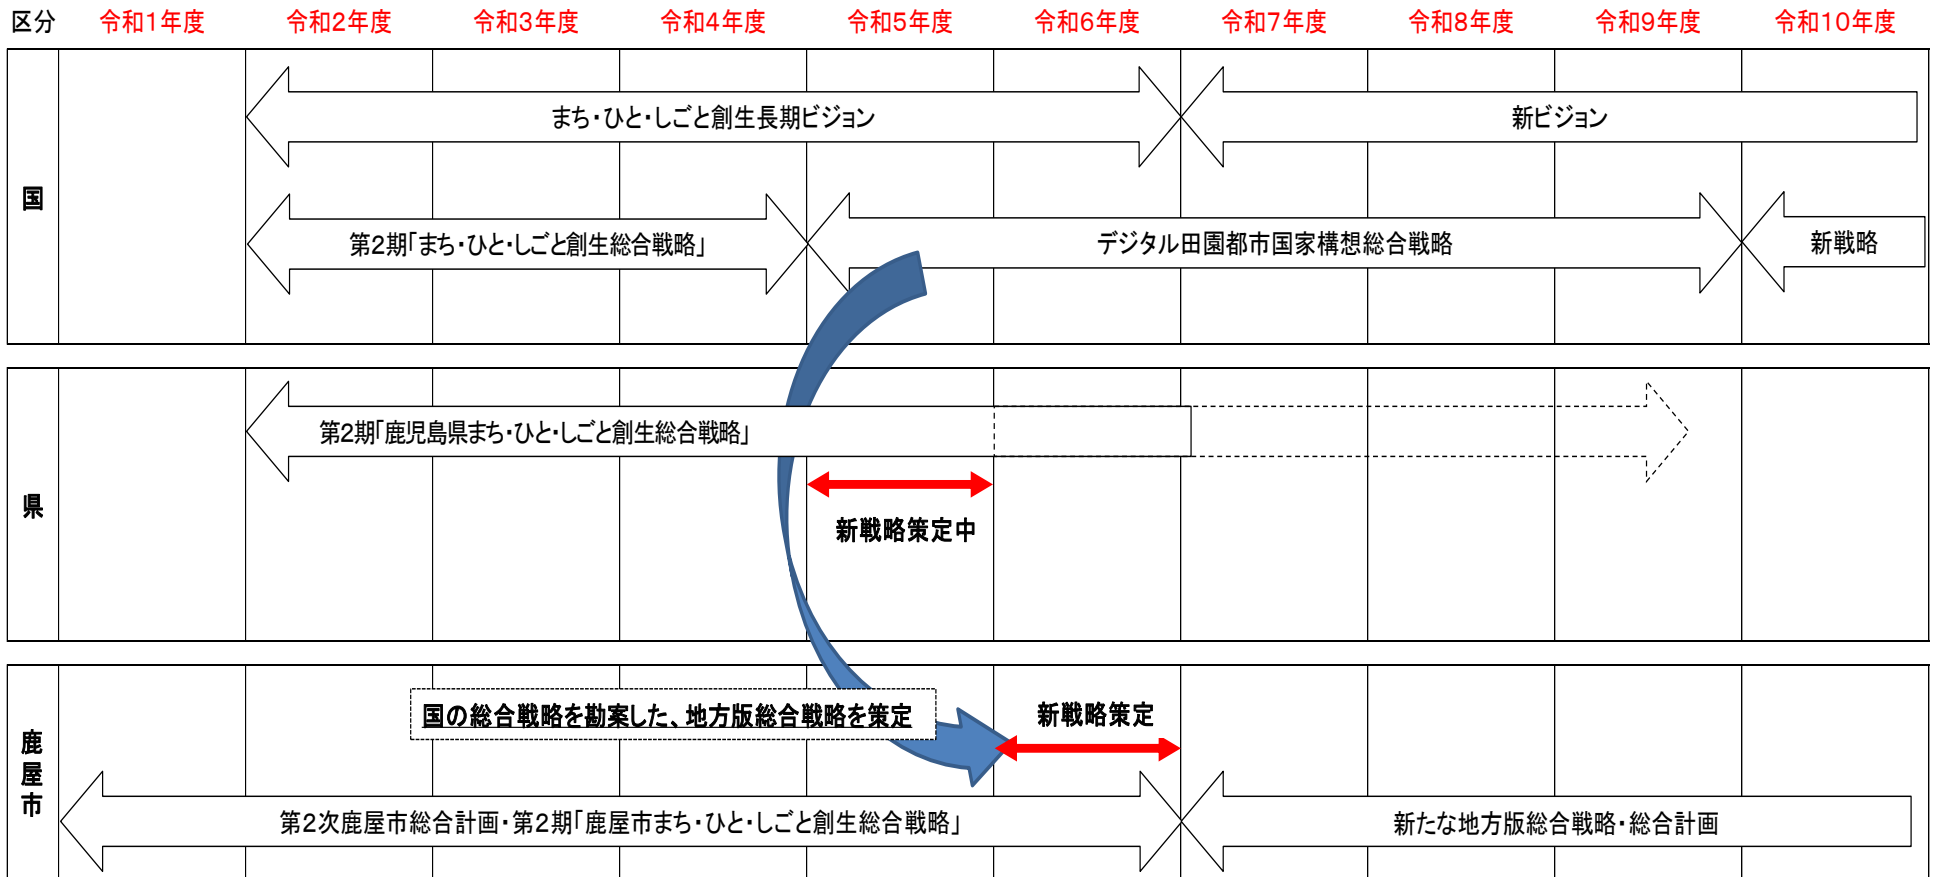 区分 令和1年度 令和2年度 令和3年度 令和4年度 令和5年度 令和6年度 令和7年度 令和8年度 令和9年度 令和10年度
国
まち・ひと・しごと創生長期ビジョン
新ビジョン
第2期「まち・ひと・しごと創生総合戦略」
デジタル田園都市国家構想総合戦略
新戦略
県
第2期「鹿児島県まち・ひと・しごと創生総合戦略」
新戦略策定中
鹿屋市
国の総合戦略を勘案した、地方版総合戦略を策定
新戦略策定
第2次鹿屋市総合計画・第2期「鹿屋市まち・ひと・しごと創生総合戦略」
新たな地方版総合戦略・総合計画